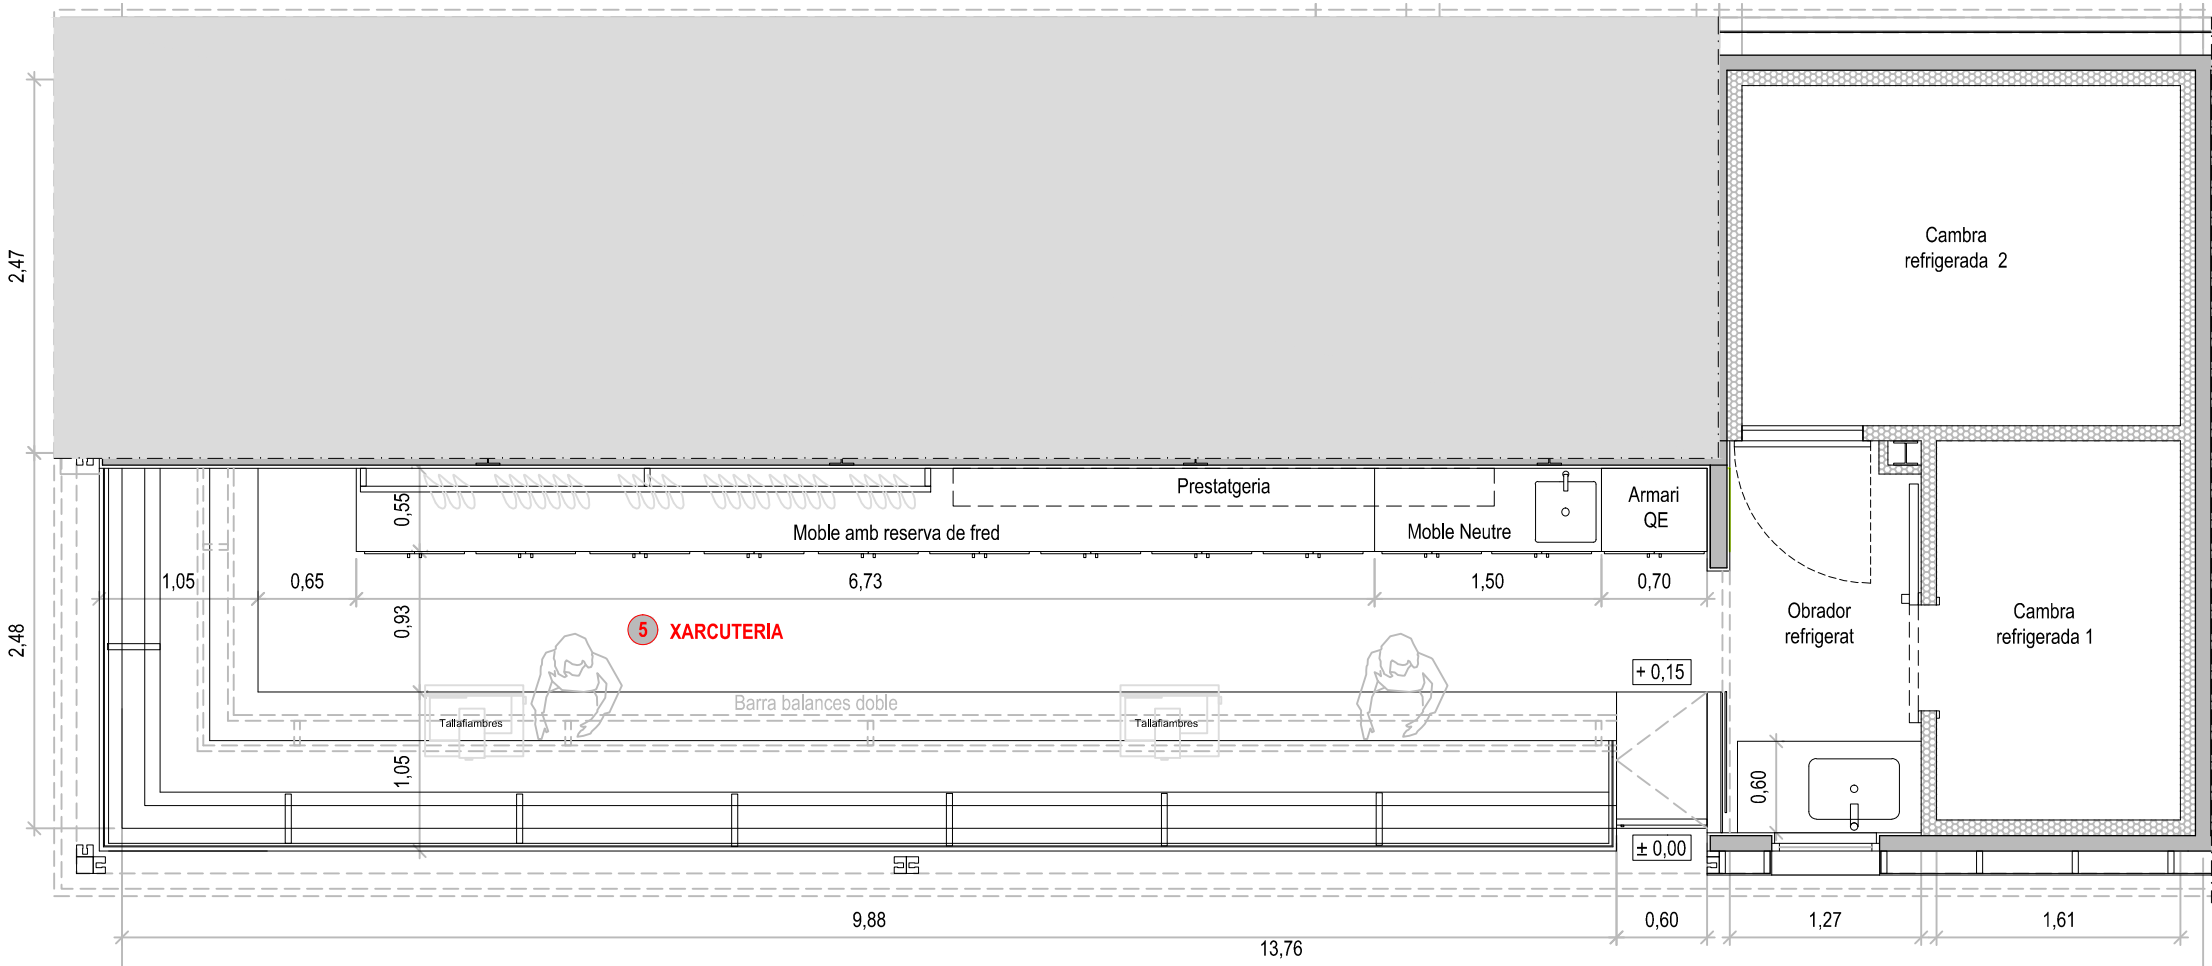 Cambra
refrigerada 2
2,47
Prestatgeria
Armari
QE
0,55
Moble amb reserva de fred
Moble Neutre
1,05
0,65
6,73
1,50
0,70
0,93
5 XARCUTERIA
Obrador
refrigerat
Cambra
refrigerada 1
2,48
+ 0,15
Barra balances doble
Tallafiambres
Tallafiambres
1,05
0,60
± 0,00
9,88
0,60
1,27
1,61
13,76